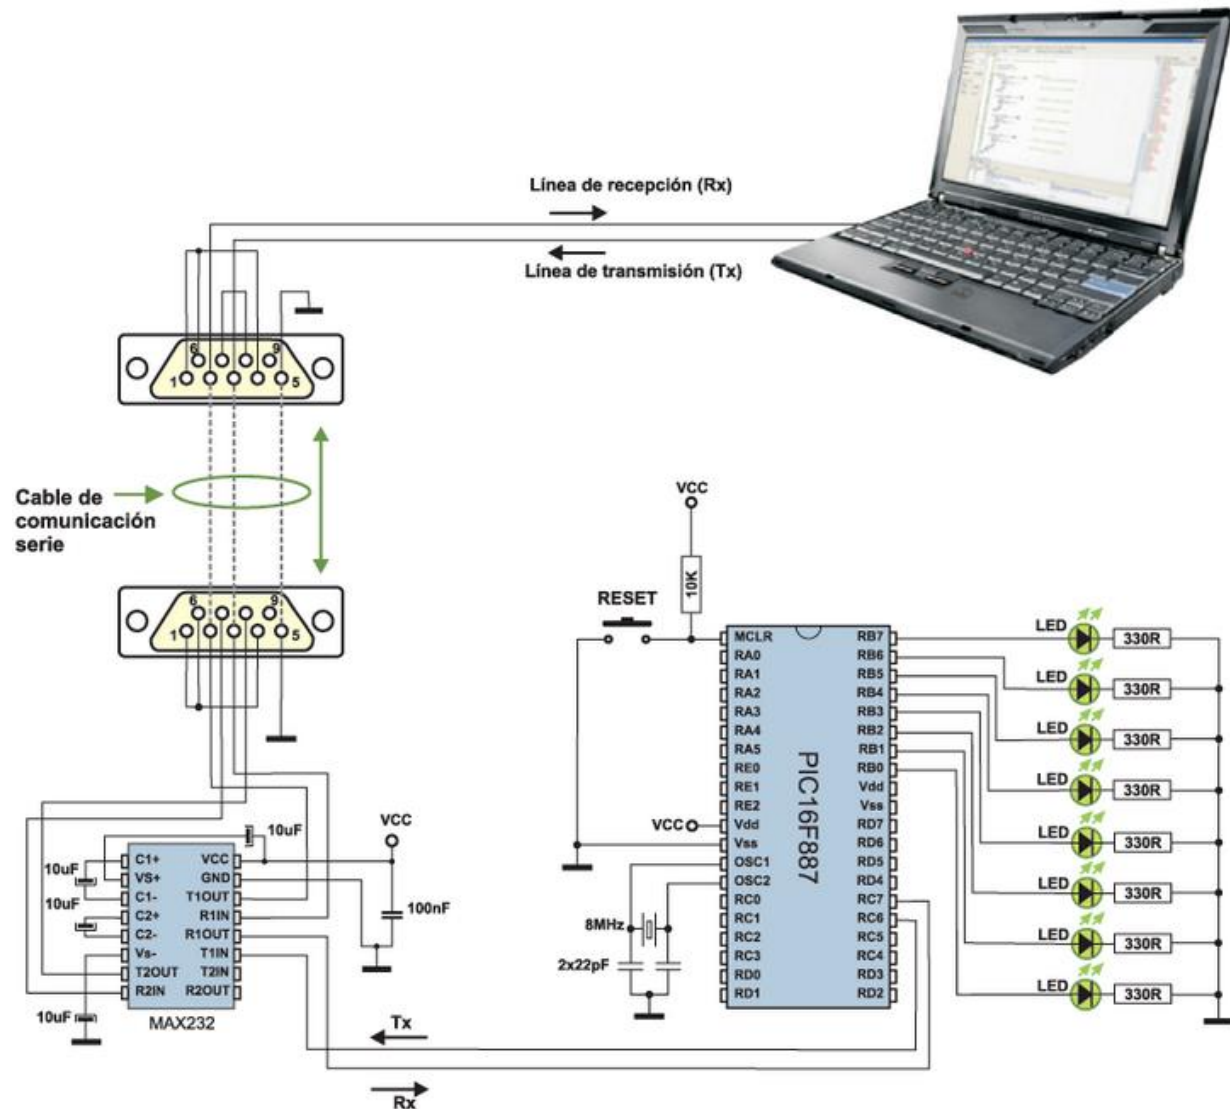 Línea de recepción (Rx)
Línea de transmisión (Tx)
6 9
1 5
Cable de
comunicación
serie
6 9
1 5
VCC
10K
RESET
MCLR
RA0
RA1
RA2
RA3
RA4
RA5
RE0
RE1
RE2
Vdd
Vss
OSC1
OSC2
RC0
RC1
RC2
RC3
RD0
RD1
PIC16F887
RB7
RB6
RB5
RB4
RB3
RB2
RB1
RB0
Vdd
Vss
RD7
RD6
RD5
RD4
RC7
RC6
RC5
RC4
RD3
RD2
LED 330R
LED 330R
LED 330R
LED 330R
LED 330R
LED 330R
LED 330R
LED 330R
VCC
8MHz
2x22pF
10uF
VCC
10uF
10uF
100nF
10uF
C1+
VS+
C1-
C2+
C2-
Vs-
T2OUT
R2IN
VCC
GND
T1OUT
R1IN
R1OUT
T1IN
T2IN
R2OUT
MAX232
Tx
Rx